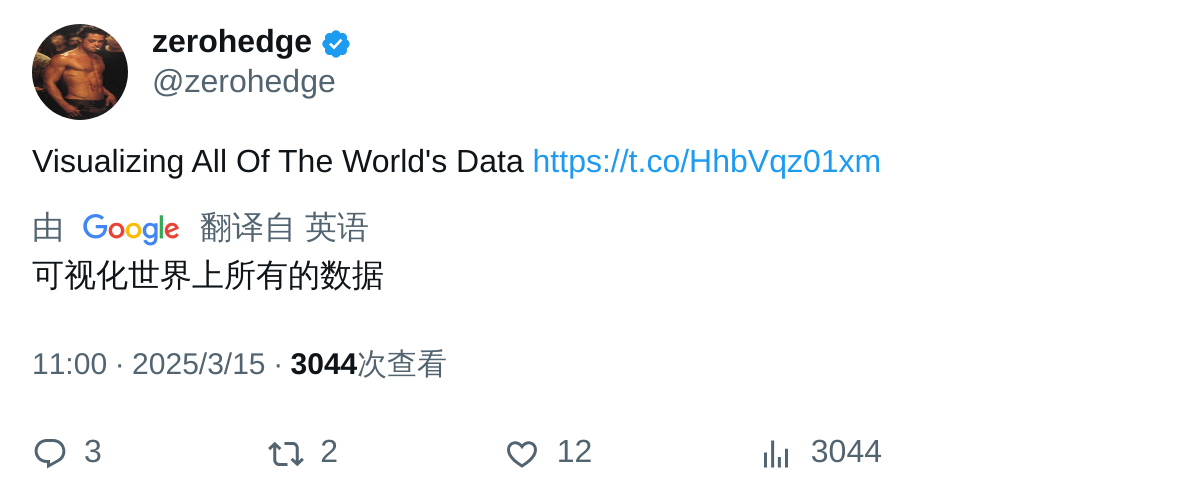 zerohedge
@zerohedge
Visualizing All Of The World's Data https://t.co/HhbVqz01xm
由 Google 翻译自 英语
可视化世界上所有的数据
11:00 · 2025/3/15 · 3044次查看
3 2 12 3044